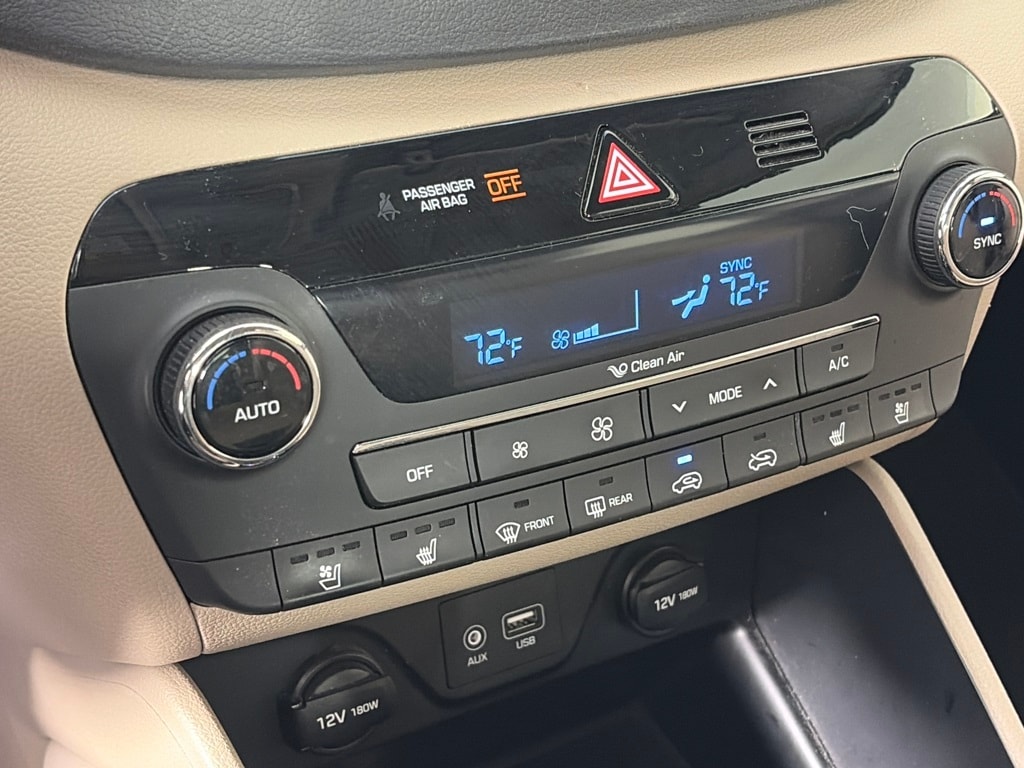 PASSENGER
AIR BAG
OFF
SYNC
72°F
72°F
SYNC
Clean Air
AUTO
OFF
MODE
A/C
FRONT
REAR
AUX
USB
12V 180W
12V 180W